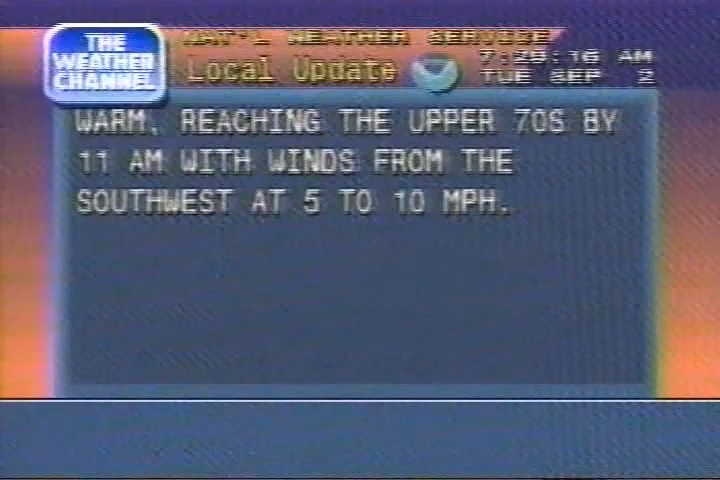 THE
WEATHER
CHANNEL
NAT'L WEATHER SERVICE
Local Update
7:28:16 AM
TUE SEP 2
WARM, REACHING THE UPPER 70S BY
11 AM WITH WINDS FROM THE
SOUTHWEST AT 5 TO 10 MPH.